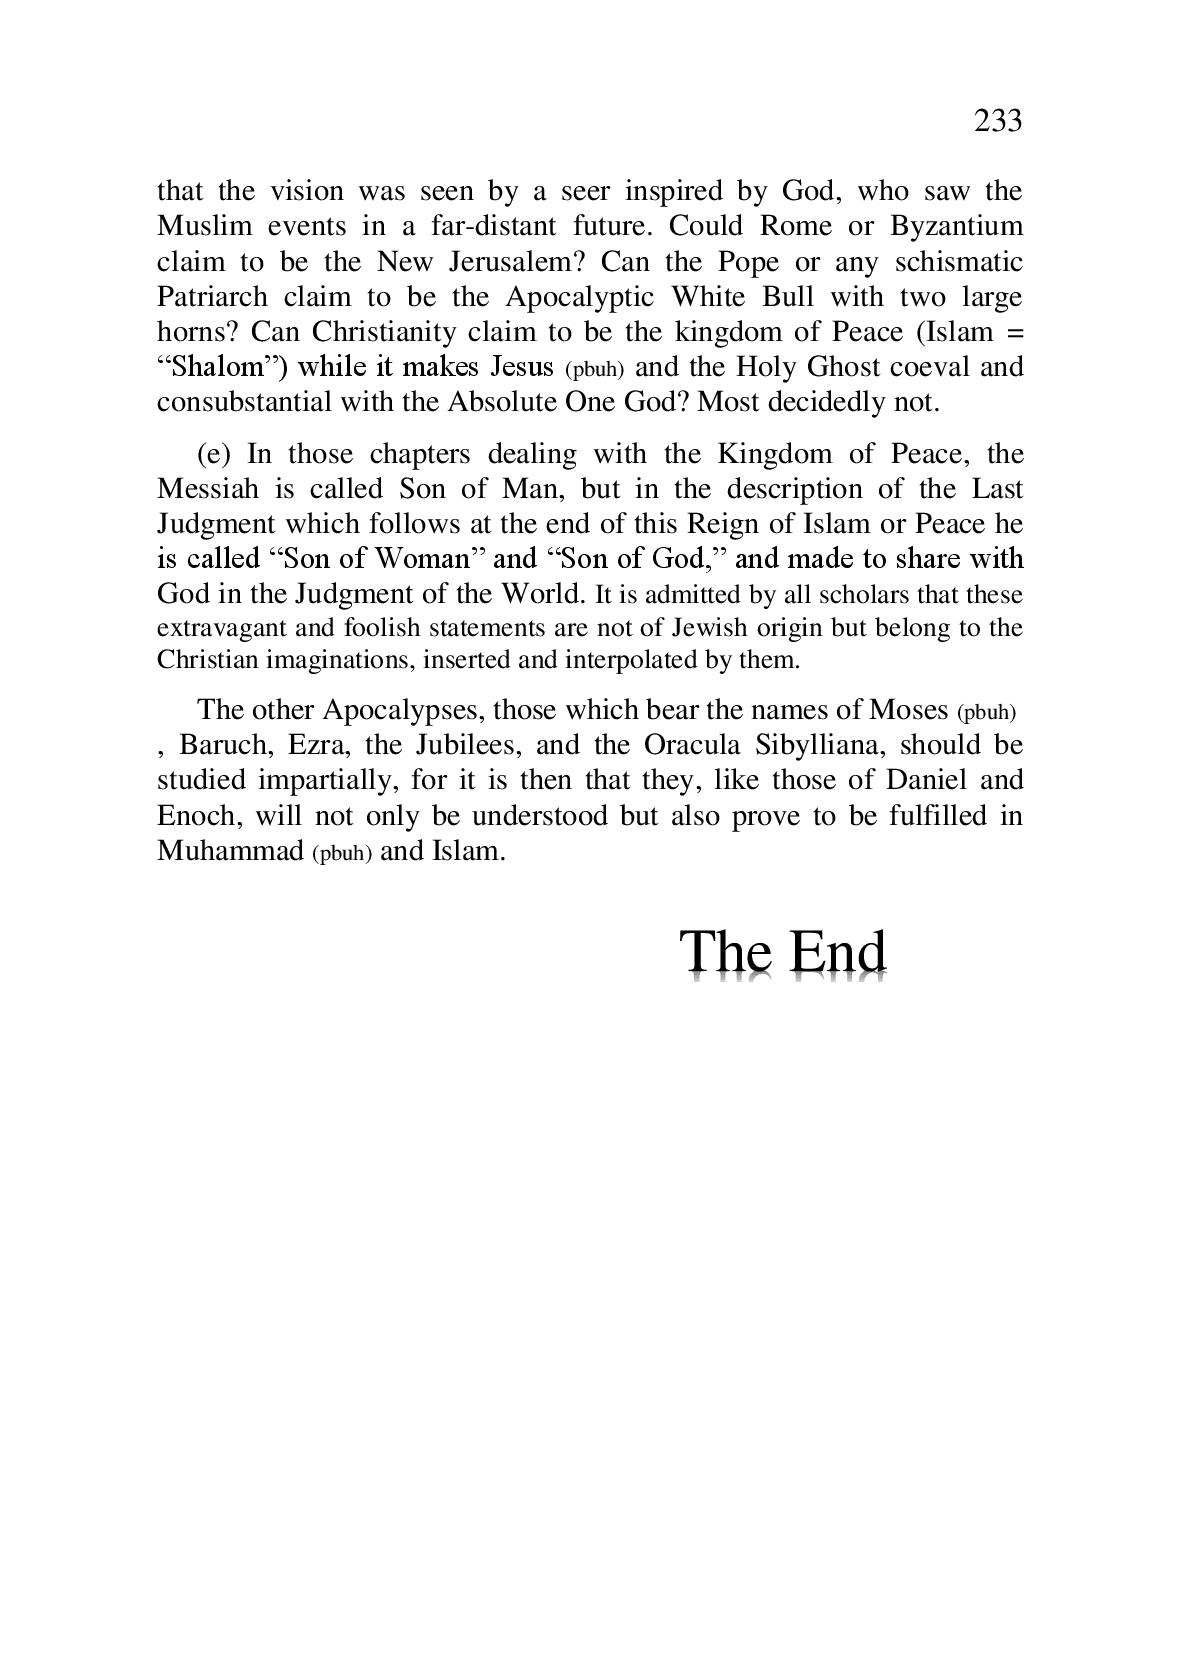 233
that the vision was seen by a seer inspired by God, who saw the
Muslim events in a far-distant future. Could Rome or Byzantium
claim to be the New Jerusalem? Can the Pope or any schismatic
Patriarch claim to be the Apocalyptic White Bull with two large
horns? Can Christianity claim to be the kingdom of Peace (Islam =
“Shalom”) while it makes Jesus (pbuh) and the Holy Ghost coeval and
consubstantial with the Absolute One God? Most decidedly not.
(e) In those chapters dealing with the Kingdom of Peace, the
Messiah is called Son of Man, but in the description of the Last
Judgment which follows at the end of this Reign of Islam or Peace he
is called “Son of Woman” and “Son of God,” and made to share with
God in the Judgment of the World. It is admitted by all scholars that these
extravagant and foolish statements are not of Jewish origin but belong to the
Christian imaginations, inserted and interpolated by them.
The other Apocalypses, those which bear the names of Moses (pbuh)
, Baruch, Ezra, the Jubilees, and the Oracula Sibylliana, should be
studied impartially, for it is then that they, like those of Daniel and
Enoch, will not only be understood but also prove to be fulfilled in
Muhammad (pbuh) and Islam.
The End